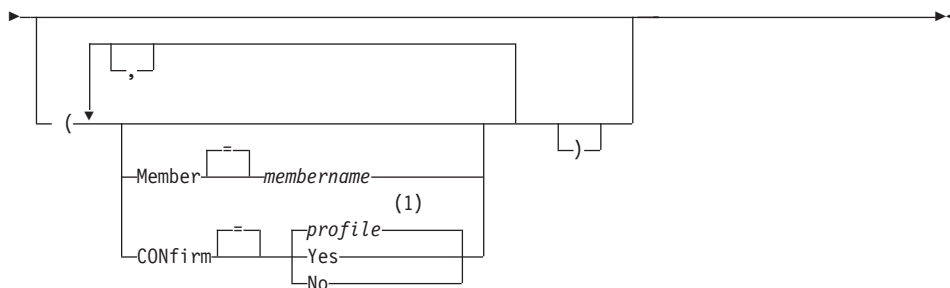 ,
(
)
=
Member membername
(1)
= profile
CONfirm Yes
No